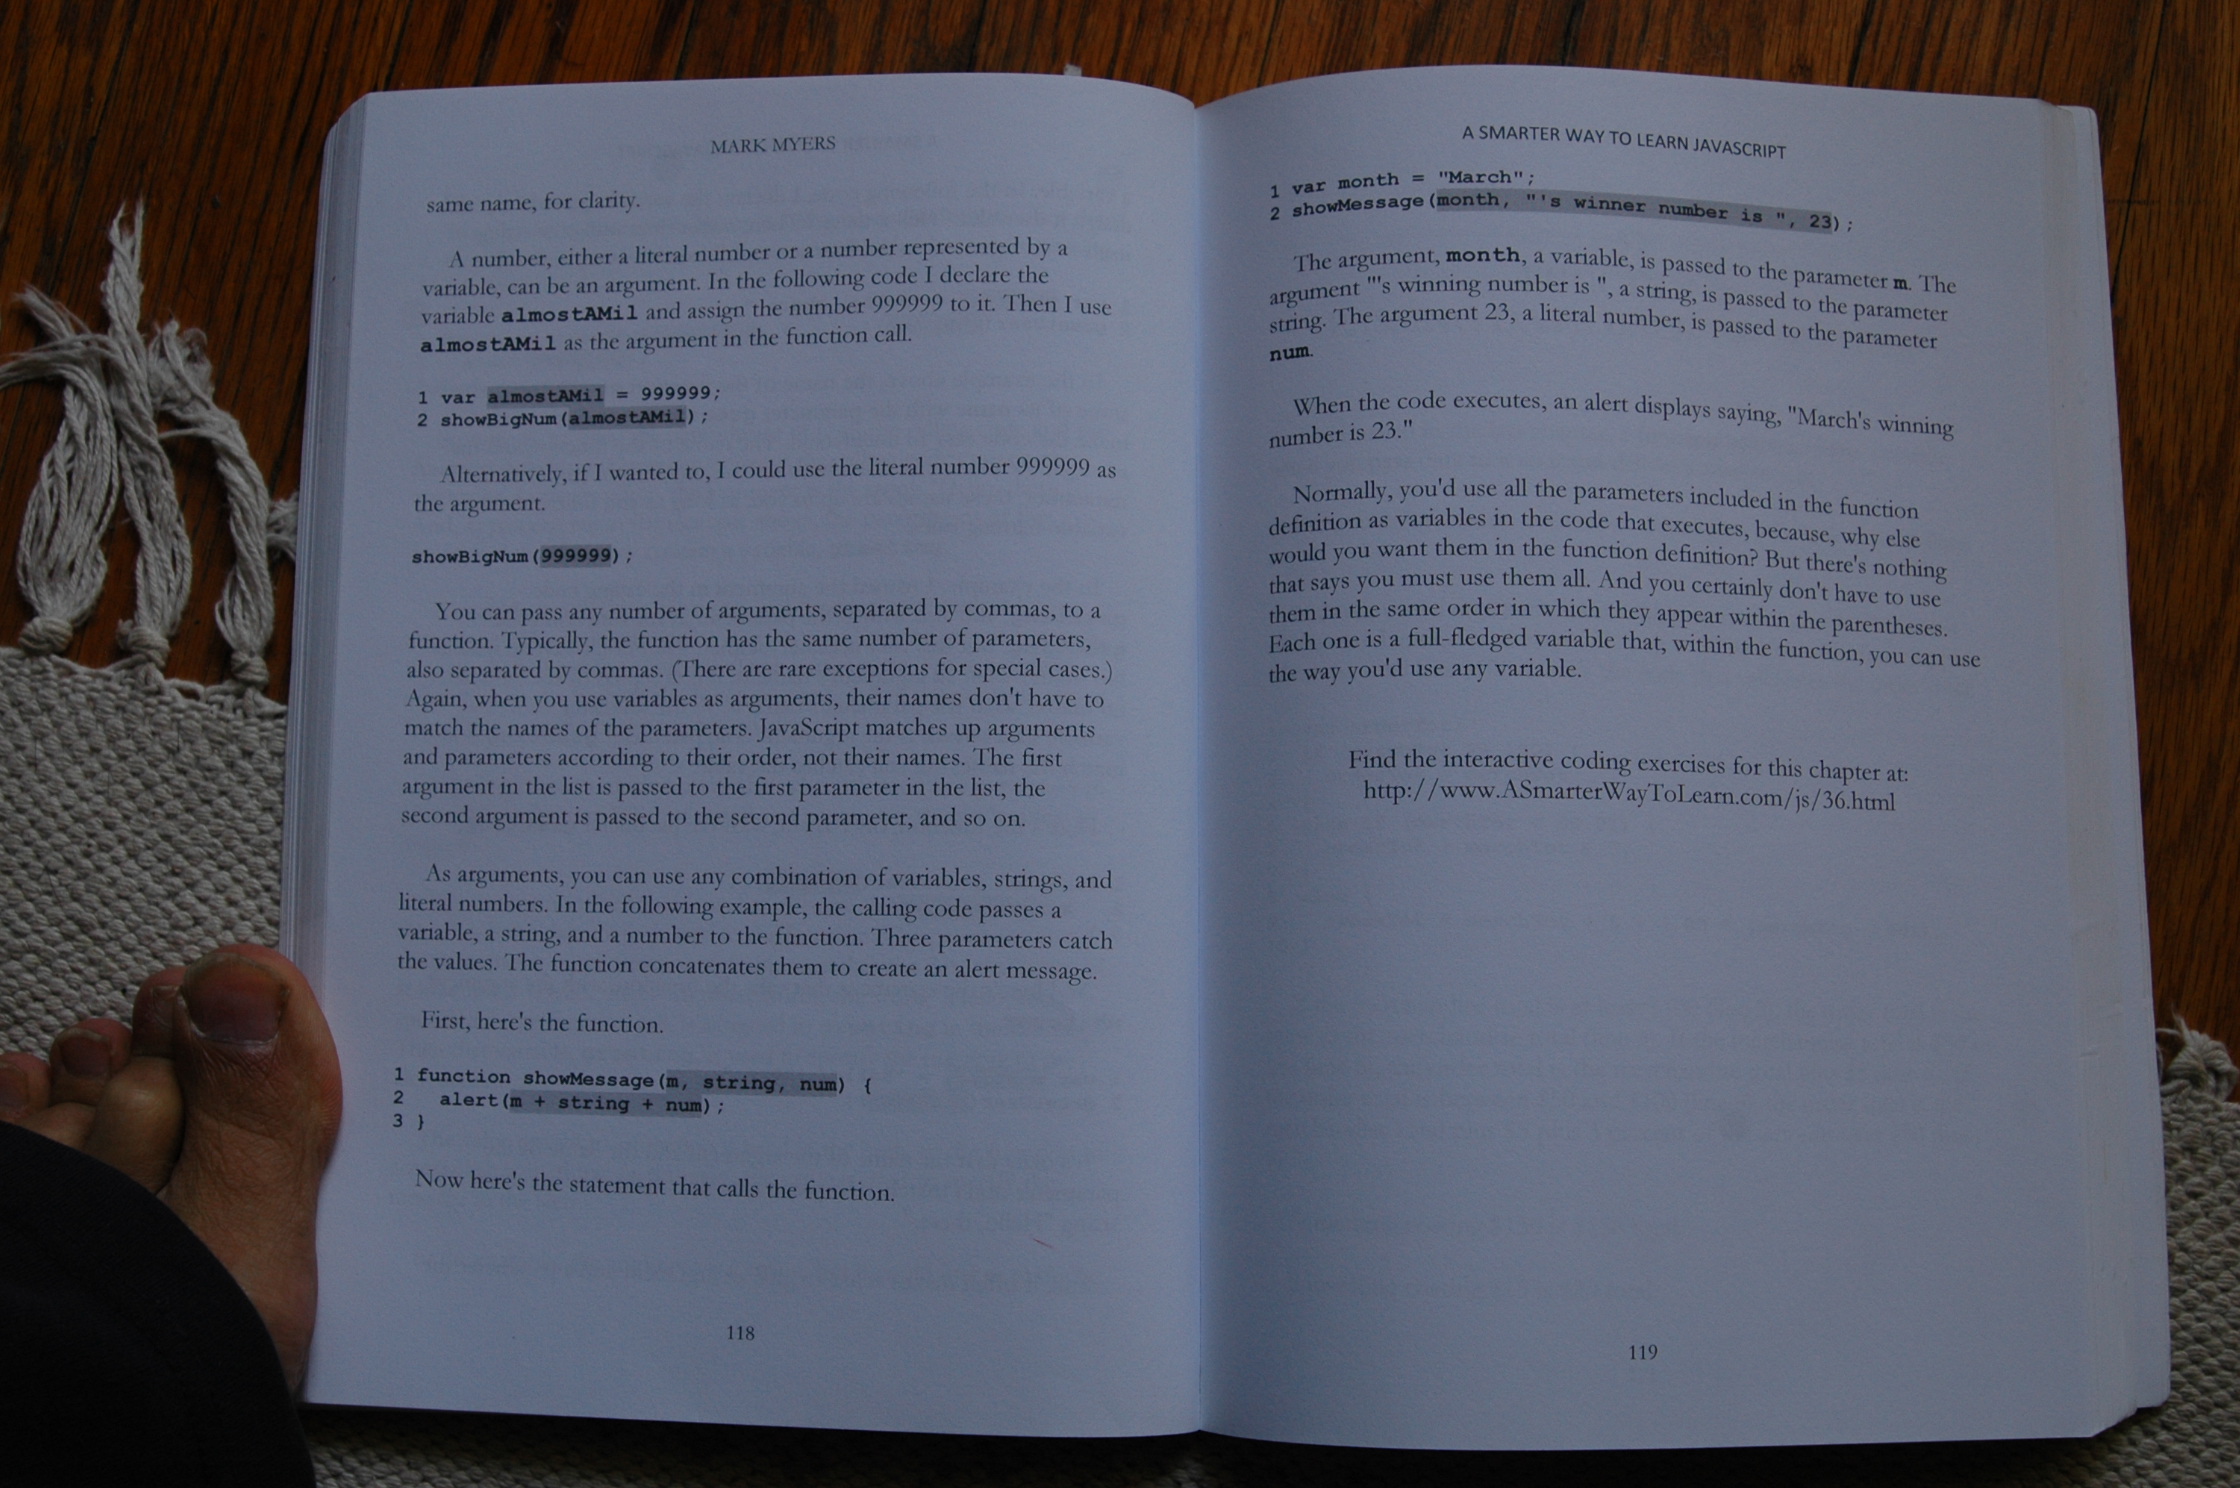 MARK MYERS
same name, for clarity.
A number, either a literal number or a number represented by a
variable, can be an argument. In the following code I declare the
variable almostAMil and assign the number 999999 to it. Then I use
almostAMil as the argument in the function call.
1 var almostAMil = 999999;
2 showBigNum(almostAMil);
Alternatively, if I wanted to, I could use the literal number 999999 as
the argument.
showBigNum(999999);
You can pass any number of arguments, separated by commas, to a
function. Typically, the function has the same number of parameters,
also separated by commas. (There are rare exceptions for special cases.)
Again, when you use variables as arguments, their names don't have to
match the names of the parameters. JavaScript matches up arguments
and parameters according to their order, not their names. The first
argument in the list is passed to the first parameter in the list, the
second argument is passed to the second parameter, and so on.
As arguments, you can use any combination of variables, strings, and
literal numbers. In the following example, the calling code passes a
variable, a string, and a number to the function. Three parameters catch
the values. The function concatenates them to create an alert message.
First, here's the function.
1 function showMessage(m, string, num) {
2 alert(m + string + num);
3 }
Now here's the statement that calls the function.
118
A SMARTER WAY TO LEARN JAVASCRIPT
1 var month = "March";
2 showMessage(month, "'s winner number is ", 23);
The argument, month, a variable, is passed to the parameter m. The
argument "'s winning number is ", a string, is passed to the parameter
string. The argument 23, a literal number, is passed to the parameter
num.
When the code executes, an alert displays saying, "March's winning
number is 23."
Normally, you'd use all the parameters included in the function
definition as variables in the code that executes, because, why else
would you want them in the function definition? But there's nothing
that says you must use them all. And you certainly don't have to use
them in the same order in which they appear within the parentheses.
Each one is a full-fledged variable that, within the function, you can use
the way you'd use any variable.
Find the interactive coding exercises for this chapter at:
http://www.ASmarterWayToLearn.com/js/36.html
119